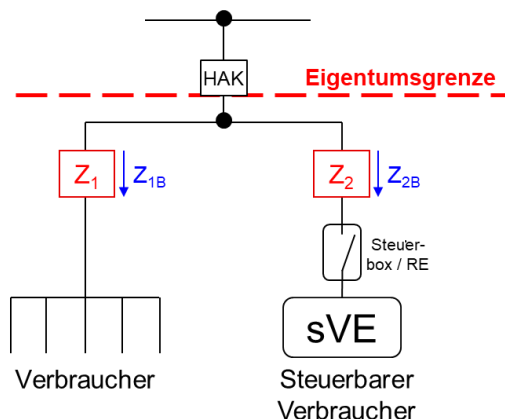 HAK
Eigentumsgrenze
Z1
Z1B
Z2
Z2B
Steuer-
box / RE
sVE
Verbraucher
Steuerbarer
Verbraucher